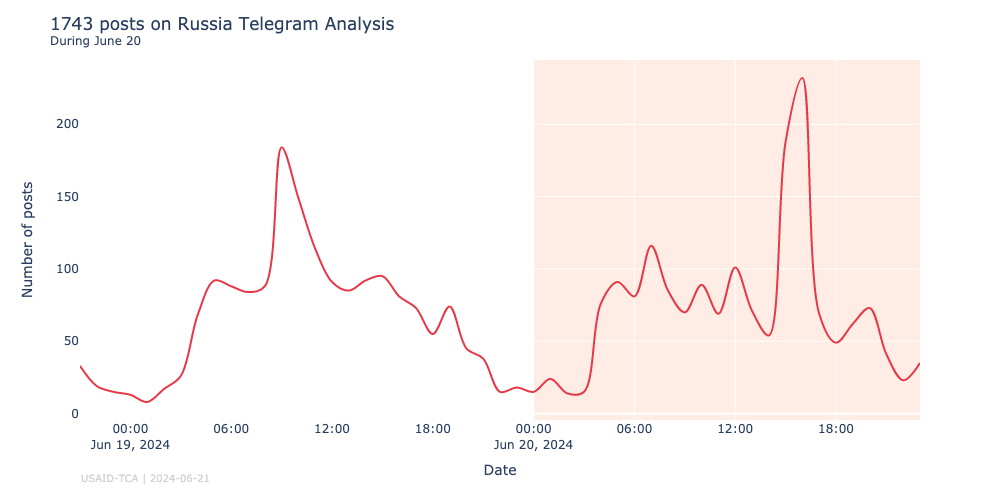 1743 posts on Russia Telegram Analysis
During June 20
Number of posts
200
150
100
50
0
00:00 06:00 12:00 18:00 00:00 06:00 12:00 18:00
Jun 19, 2024 Jun 20, 2024
Date
USAID-TCA | 2024-06-21